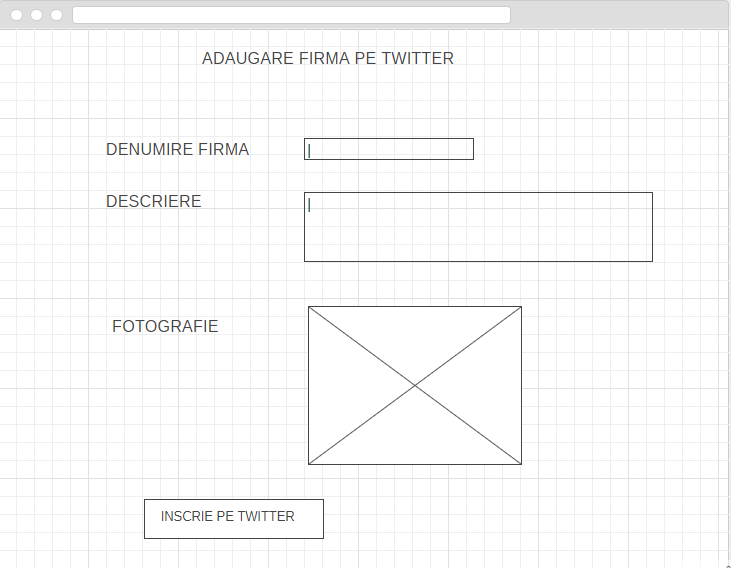 ADAUGARE FIRMA PE TWITTER
DENUMIRE FIRMA
DESCRIERE
FOTOGRAFIE
INSCRIE PE TWITTER